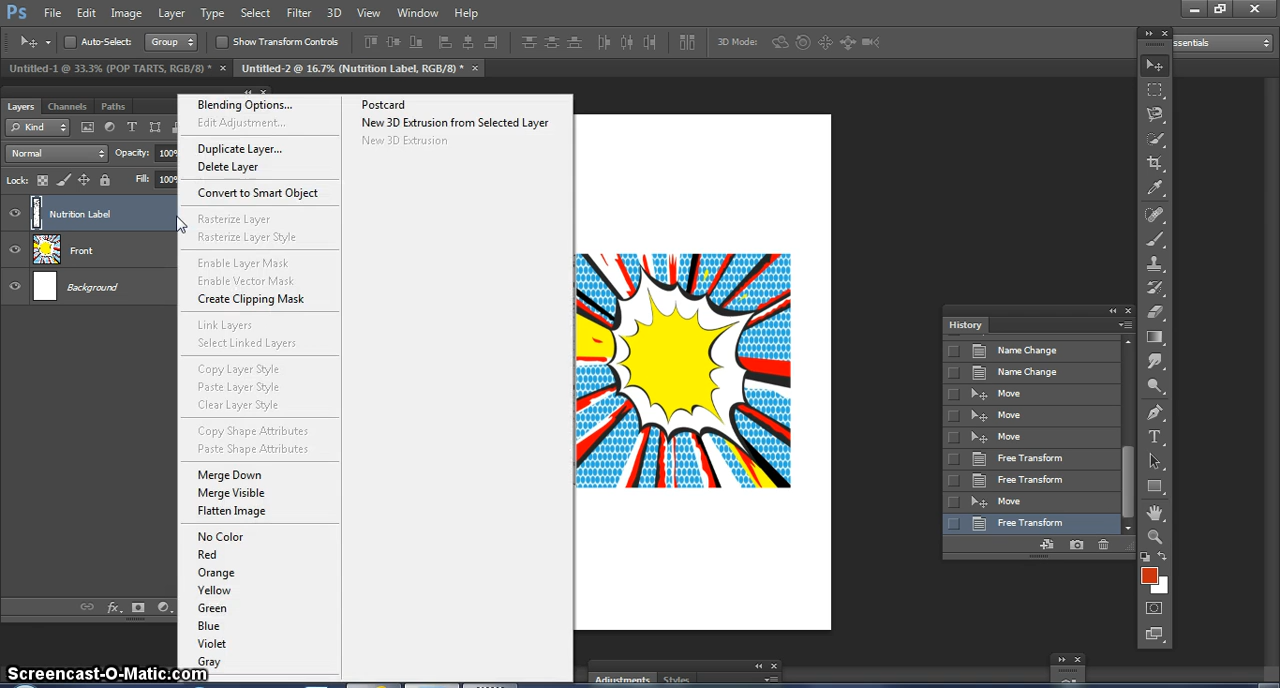 Ps File Edit Image Layer Type Select Filter 3D View Window Help
Auto-Select: Group Show Transform Controls 3D Mode: ssentials
Untitled-1 @ 33.3% (POP TARTS, RGB/8) * × Untitled-2 @ 16.7% (Nutrition Label, RGB/8) * ×
Layers Channels Paths
Kind
Normal Opacity: 100%
Lock: Fill: 100%
Nutrition Label
Front
Background
fx
Blending Options...
Edit Adjustment...
Duplicate Layer...
Delete Layer
Convert to Smart Object
Rasterize Layer
Rasterize Layer Style
Enable Layer Mask
Enable Vector Mask
Create Clipping Mask
Link Layers
Select Linked Layers
Copy Layer Style
Paste Layer Style
Clear Layer Style
Copy Shape Attributes
Paste Shape Attributes
Merge Down
Merge Visible
Flatten Image
No Color
Red
Orange
Yellow
Green
Blue
Violet
Gray
Postcard
New 3D Extrusion from Selected Layer
New 3D Extrusion
History
Name Change
Name Change
Move
Move
Move
Free Transform
Free Transform
Move
Free Transform
Adjustments Styles
Screencast-O-Matic.com